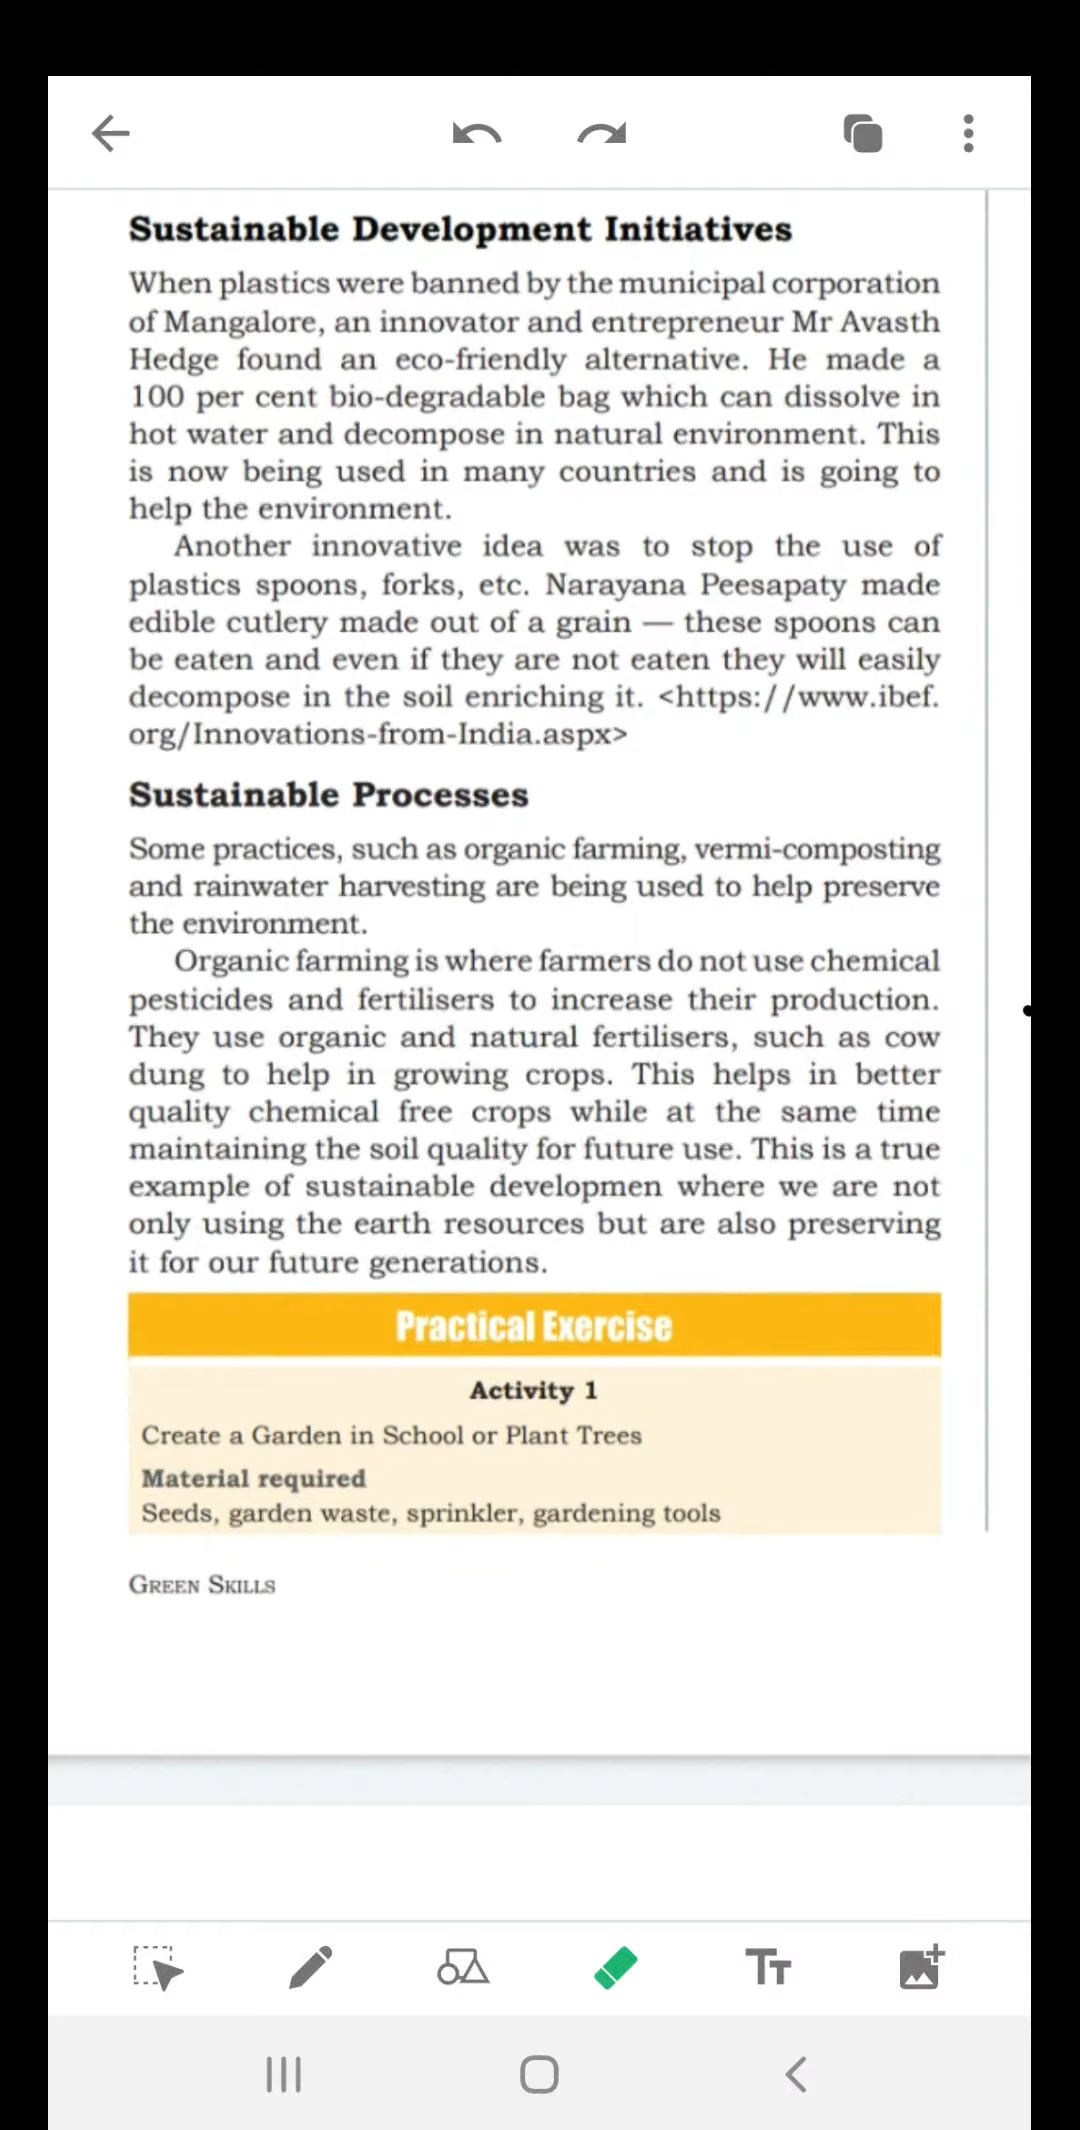 Sustainable Development Initiatives
When plastics were banned by the municipal corporation
of Mangalore, an innovator and entrepreneur Mr Avasth
Hedge found an eco-friendly alternative. He made a
100 per cent bio-degradable bag which can dissolve in
hot water and decompose in natural environment. This
is now being used in many countries and is going to
help the environment.
Another innovative idea was to stop the use of
plastics spoons, forks, etc. Narayana Peesapaty made
edible cutlery made out of a grain — these spoons can
be eaten and even if they are not eaten they will easily
decompose in the soil enriching it. <https://www.ibef.
org/Innovations-from-India.aspx>
Sustainable Processes
Some practices, such as organic farming, vermi-composting
and rainwater harvesting are being used to help preserve
the environment.
Organic farming is where farmers do not use chemical
pesticides and fertilisers to increase their production.
They use organic and natural fertilisers, such as cow
dung to help in growing crops. This helps in better
quality chemical free crops while at the same time
maintaining the soil quality for future use. This is a true
example of sustainable developmen where we are not
only using the earth resources but are also preserving
it for our future generations.
Practical Exercise
Activity 1
Create a Garden in School or Plant Trees
Material required
Seeds, garden waste, sprinkler, gardening tools
GREEN SKILLS
TT